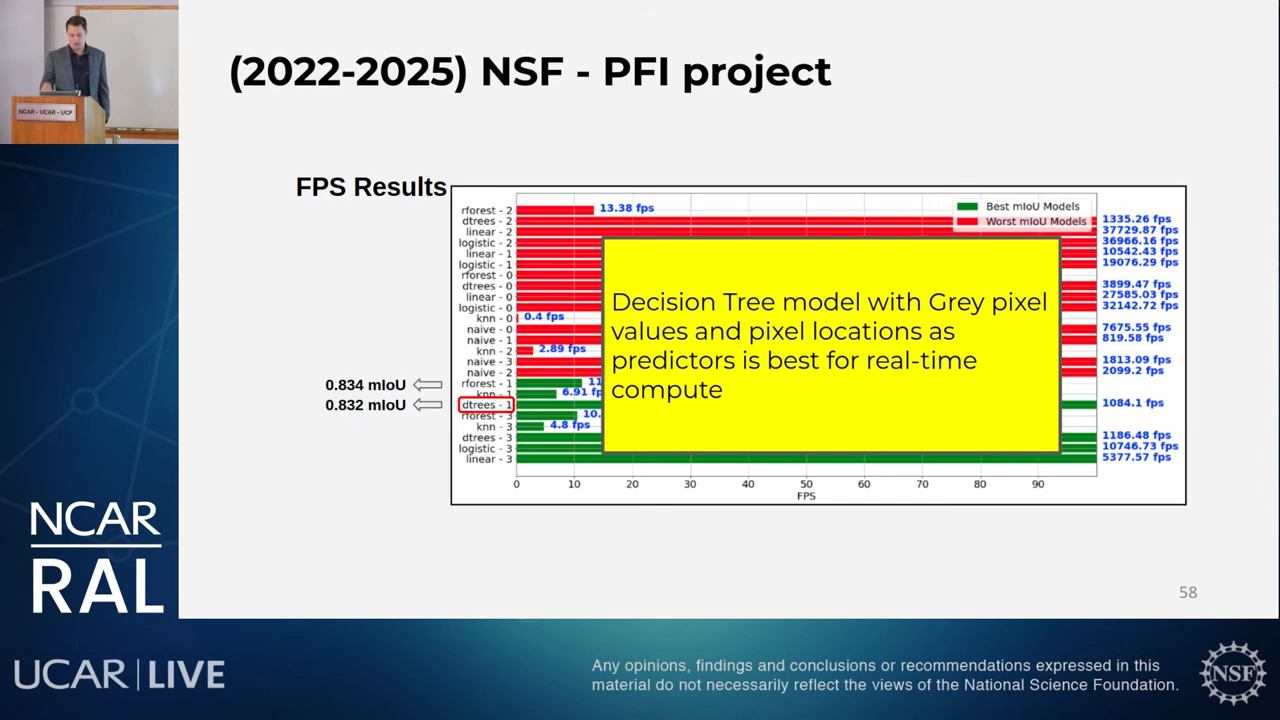 NCAR - UCAR - UCP
(2022-2025) NSF - PFI project
FPS Results
rforest - 2
13.38 fps
Best mIoU Models
Worst mIoU Models
dtrees - 2
1335.26 fps
linear - 2
37729.87 fps
logistic - 2
36966.16 fps
linear - 1
10542.43 fps
logistic - 1
19076.29 fps
rforest - 0
dtrees - 0
3899.47 fps
linear - 0
27585.03 fps
logistic - 0
32142.72 fps
knn - 0
0.4 fps
naive - 0
7675.55 fps
naive - 1
819.58 fps
knn - 2
2.89 fps
naive - 3
1813.09 fps
naive - 2
2099.2 fps
0.834 mIoU
rforest - 1
11
knn - 1
6.91 fp
0.832 mIoU
dtrees - 1
1084.1 fps
rforest - 3
10.
knn - 3
4.8 fps
dtrees - 3
1186.48 fps
logistic - 3
10746.73 fps
linear - 3
5377.57 fps
0 10 20 30 40 50 60 70 80 90
FPS
Decision Tree model with Grey pixel
values and pixel locations as
predictors is best for real-time
compute
58
NCAR
RAL
UCAR | LIVE
Any opinions, findings and conclusions or recommendations expressed in this
material do not necessarily reflect the views of the National Science Foundation.
NSF